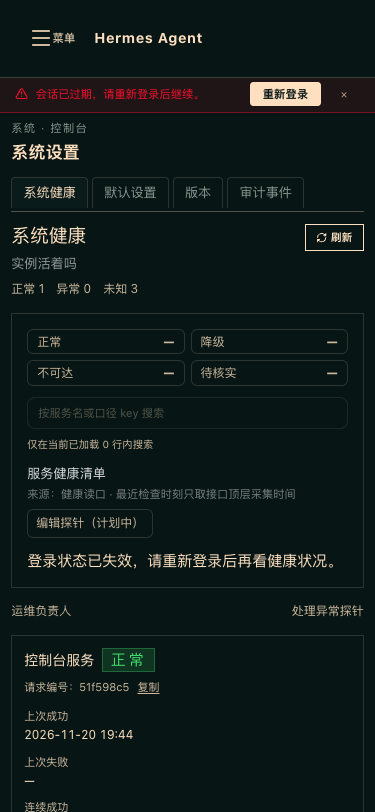 菜单 Hermes Agent
会话已过期，请重新登录后继续。 重新登录 ×
系统 · 控制台
系统设置
系统健康 默认设置 版本 审计事件
系统健康 刷新
实例活着吗
正常 1 异常 0 未知 3
正常 — 降级 —
不可达 — 待核实 —
按服务名或口径 key 搜索
仅在当前已加载 0 行内搜索
服务健康清单
来源：健康读口 · 最近检查时刻只取接口顶层采集时间
编辑探针（计划中）
登录状态已失效，请重新登录后再看健康状况。
运维负责人 处理异常探针
控制台服务 正常
请求编号：51f598c5 复制
上次成功
2026-11-20 19:44
上次失败
—
连续成功